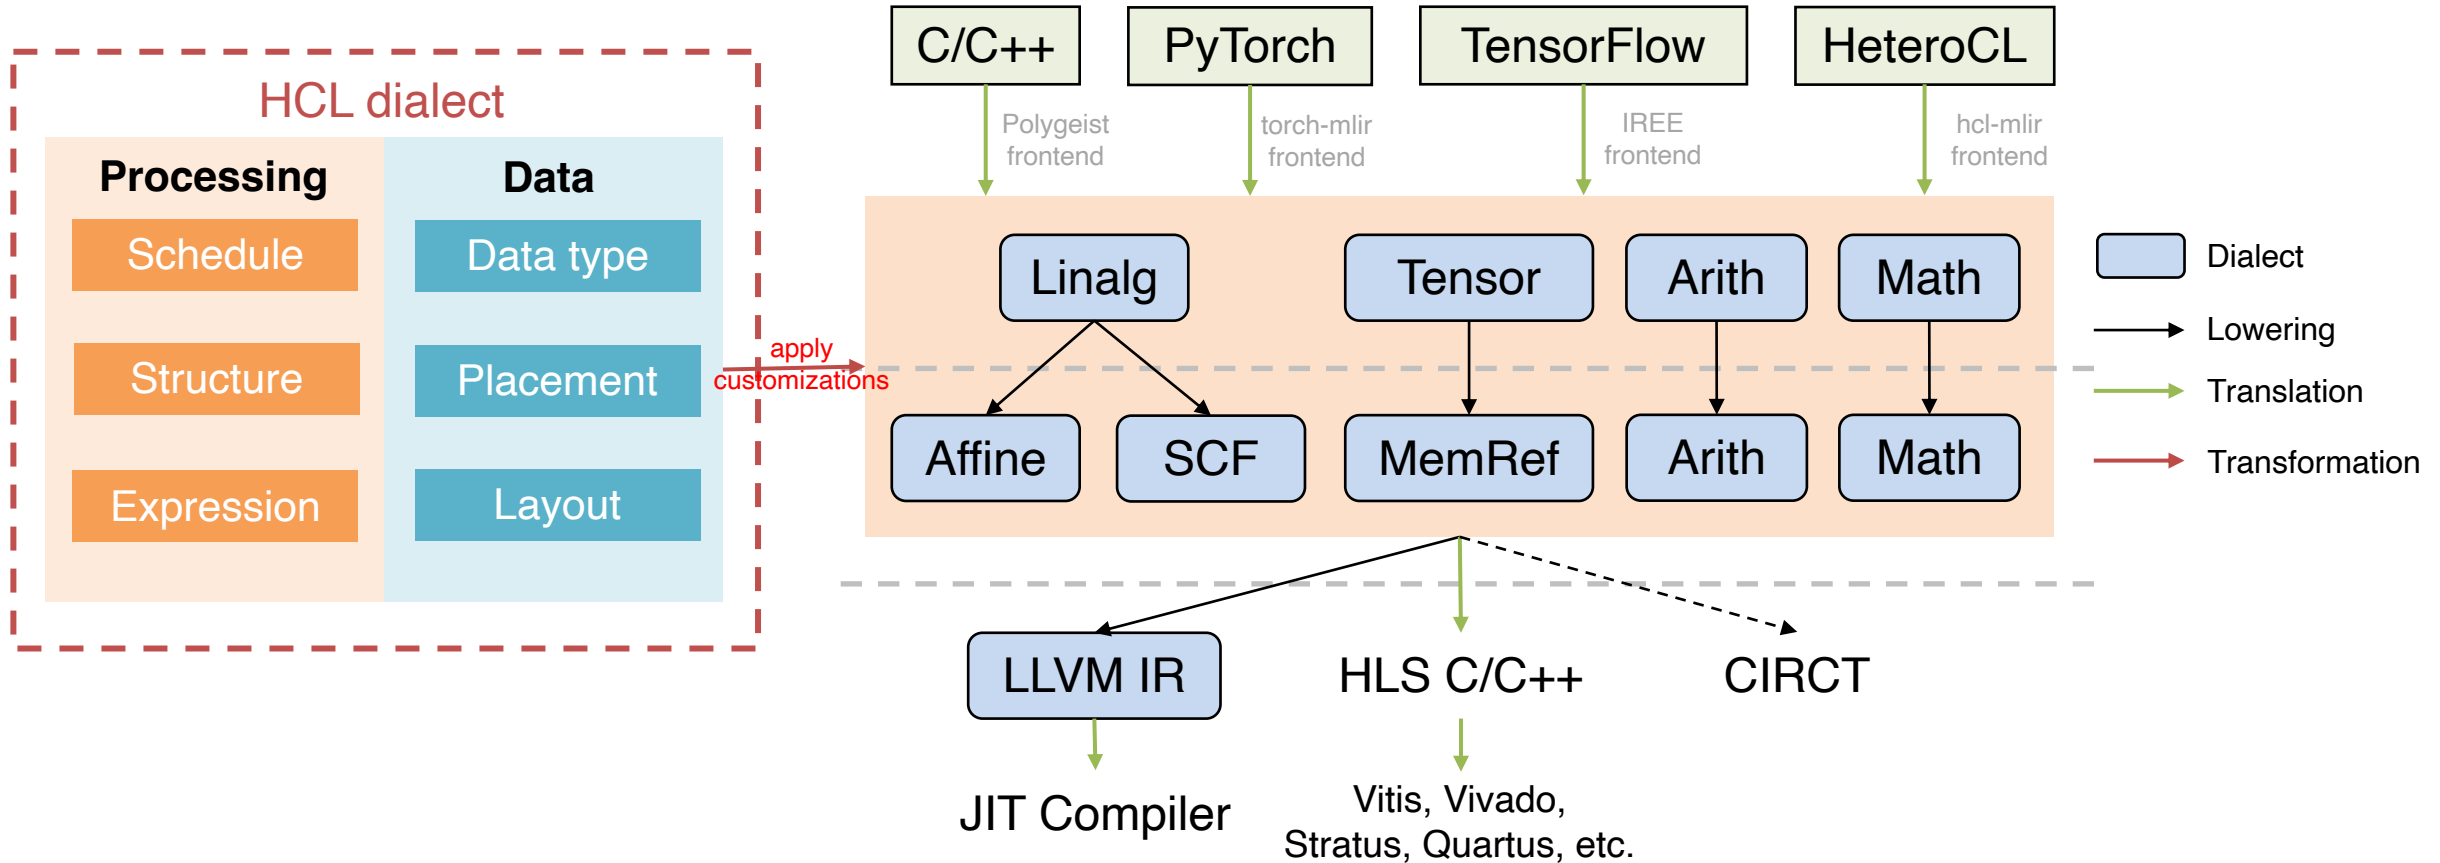 HCL dialect
Processing
Data
Schedule
Data type
Structure
Placement
Expression
Layout
apply
customizations
C/C++
PyTorch
TensorFlow
HeteroCL
Polygeist
frontend
torch-mlir
frontend
IREE
frontend
hcl-mlir
frontend
Linalg
Tensor
Arith
Math
Affine
SCF
MemRef
Arith
Math
Dialect
Lowering
Translation
Transformation
LLVM IR
HLS C/C++
CIRCT
JIT Compiler
Vitis, Vivado,
Stratus, Quartus, etc.